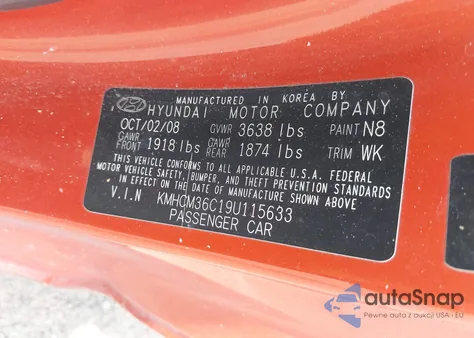 MANUFACTURED IN KOREA BY
HYUNDAI MOTOR COMPANY
OCT/02/08 GVWR 3638 lbs PAINT N8
GAWR FRONT 1918 lbs GAWR REAR 1874 lbs TRIM WK
THIS VEHICLE CONFORMS TO ALL APPLICABLE U.S.A. FEDERAL
MOTOR VEHICLE SAFETY, BUMPER, AND THEFT PREVENTION
STANDARDS IN EFFECT ON THE DATE OF MANUFACTURE SHOWN ABOVE.
V.I.N KMHCM36C19U115633
PASSENGER CAR
autoSnap
Pewne auta z USA - EU